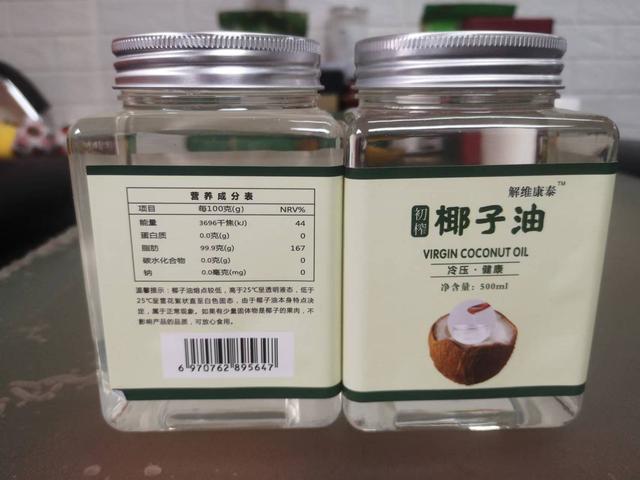 营养成分表
项目 每100克(g) NRV%
能量 3696千焦(kJ) 44
蛋白质 0.0克(g) 0
脂肪 99.9克(g) 167
碳水化合物 0.0克(g) 0
钠 0.0毫克(mg) 0
温馨提示：椰子油熔点较低，高于25℃呈透明液态，低于
25℃呈雪花絮状直至白色固态，由于椰子油本身特点决
定，属于正常现象。如果有少量固体物是椰子的果肉，不
影响产品的品质，可放心食用。
6 970762 895647
解维康泰™
初榨 椰子油
VIRGIN COCONUT OIL
冷压·健康
净含量：500ml